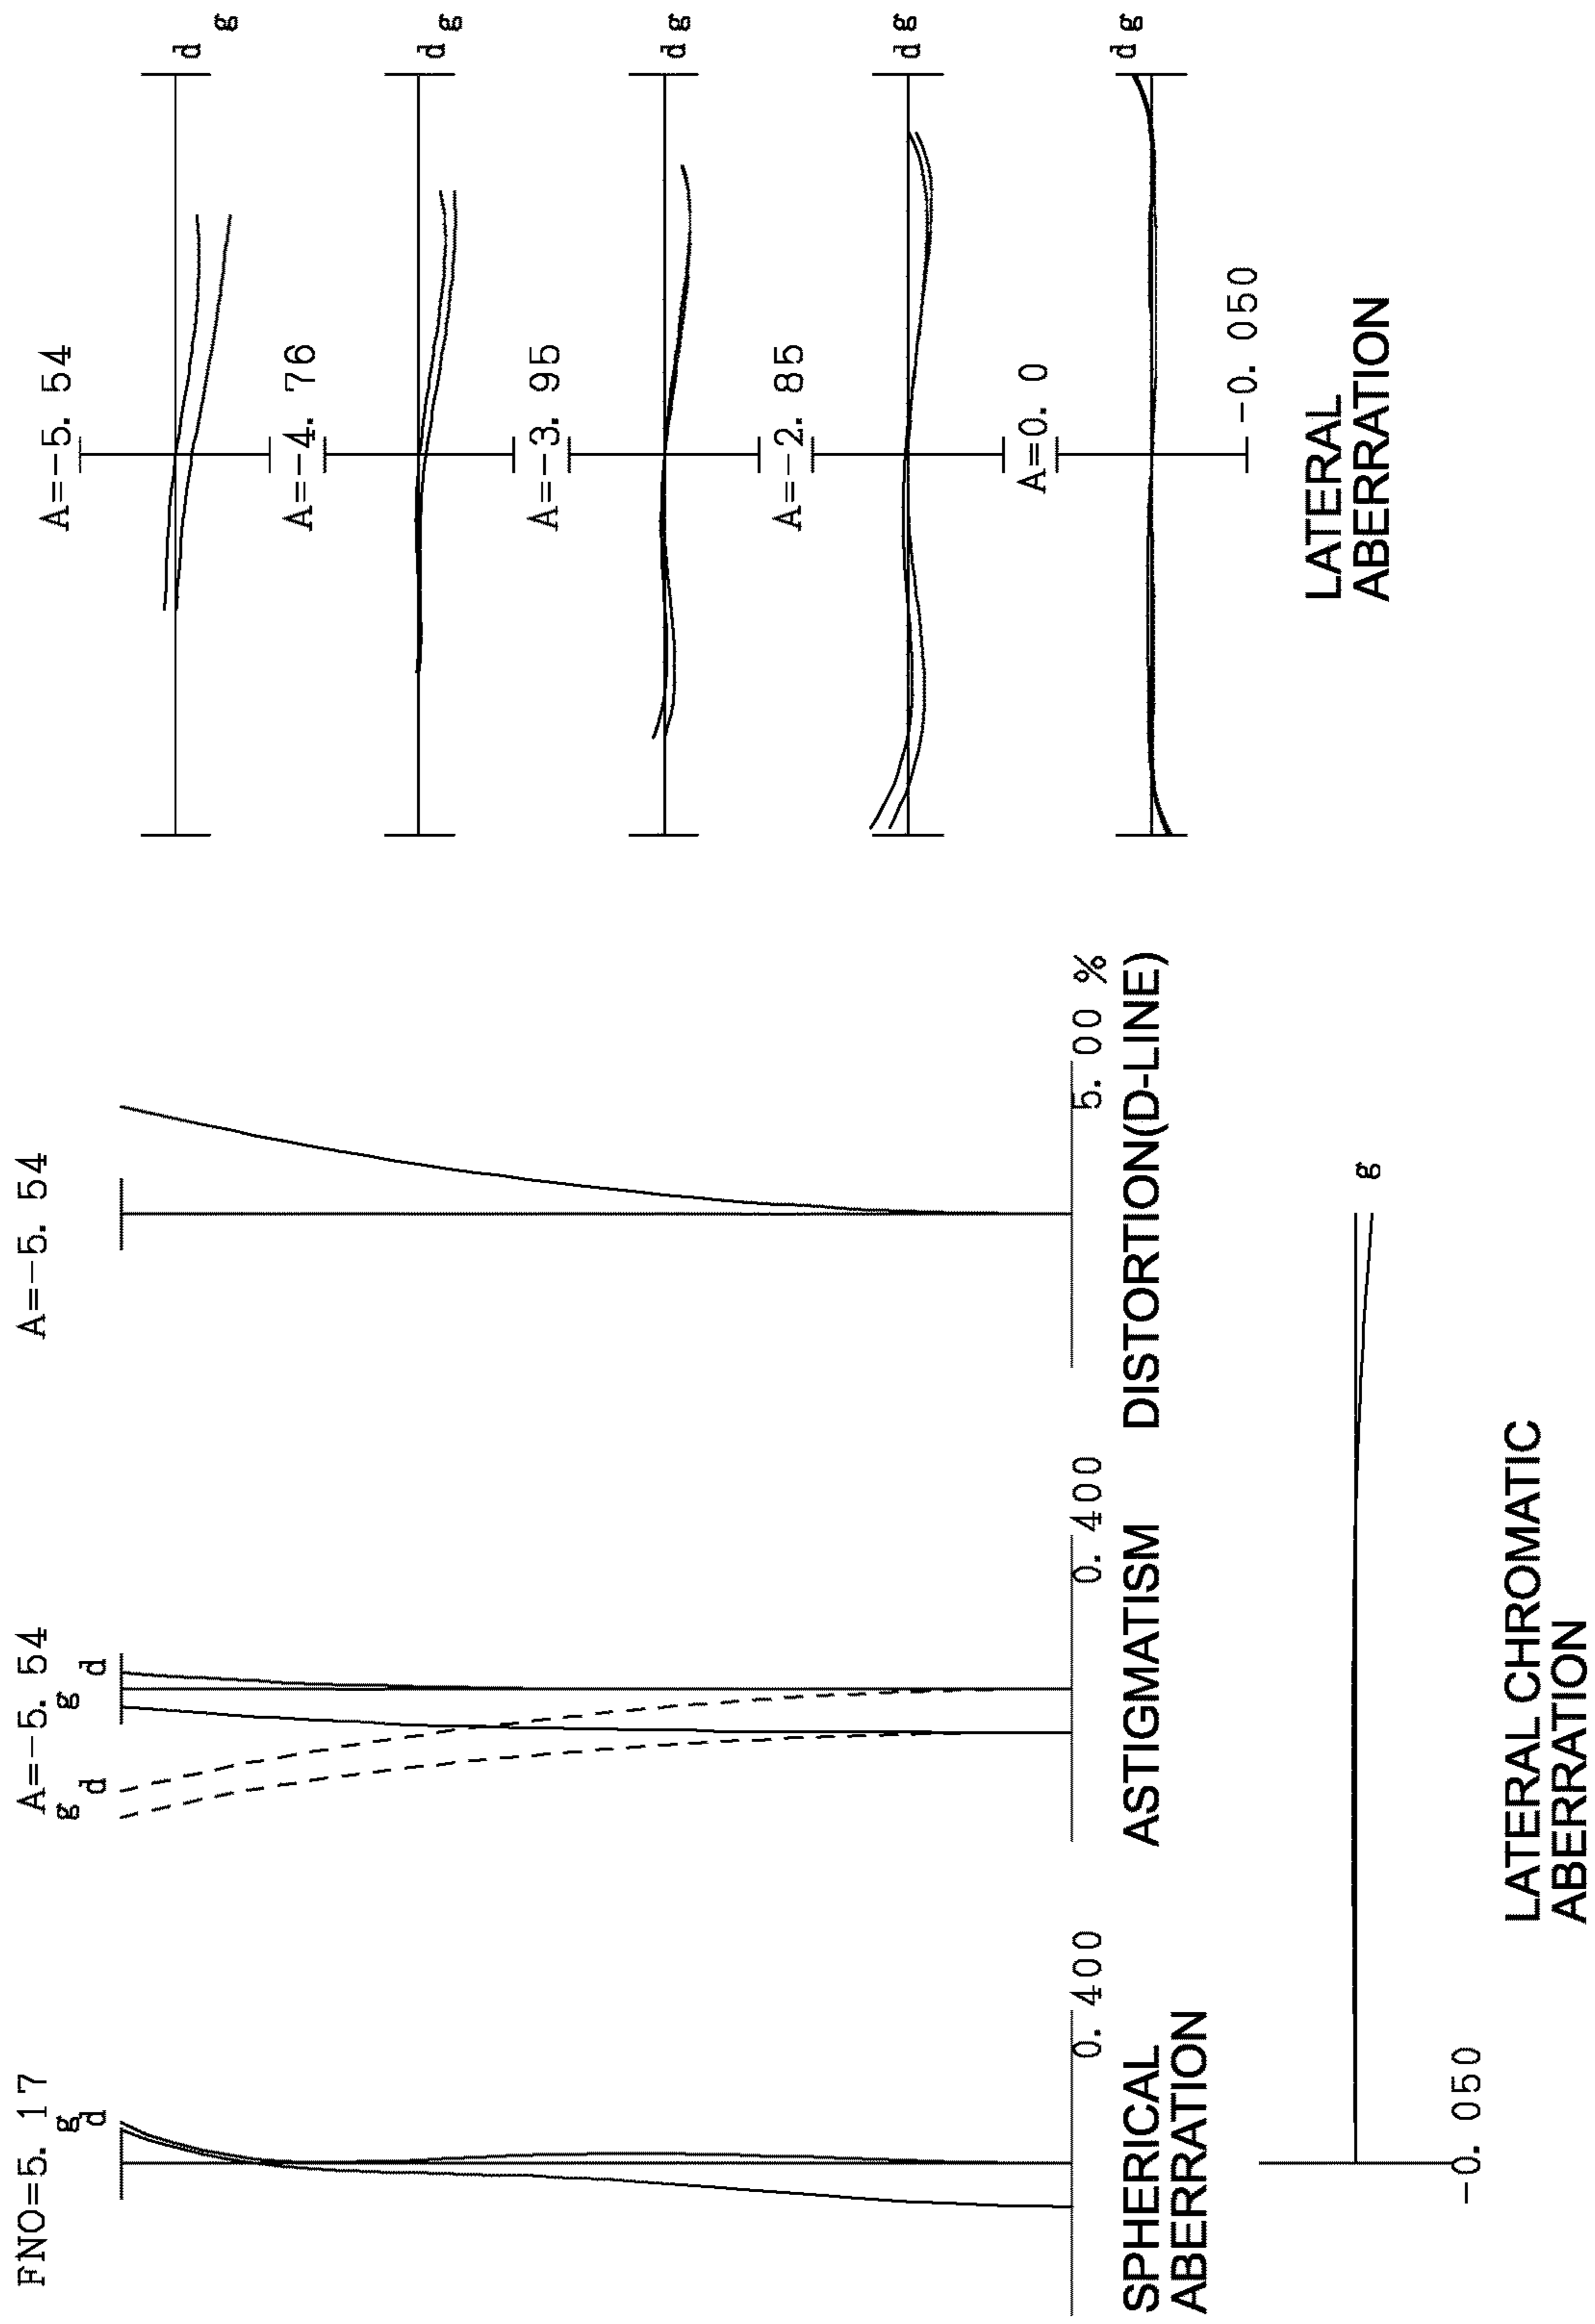 FNO=5. 17
g
d
0. 400
SPHERICAL
ABERRATION
A=-5. 54
g
d
g
d
0. 400
ASTIGMATISM
A=-5. 54
5. 00 %
DISTORTION(D-LINE)
g
-0. 050
LATERAL CHROMATIC
ABERRATION
A=-5. 54
d
g
A=-4. 76
d
g
A=-3. 95
d g
A=-2. 85
d g
A=0. 0
d g
-0. 050
LATERAL
ABERRATION